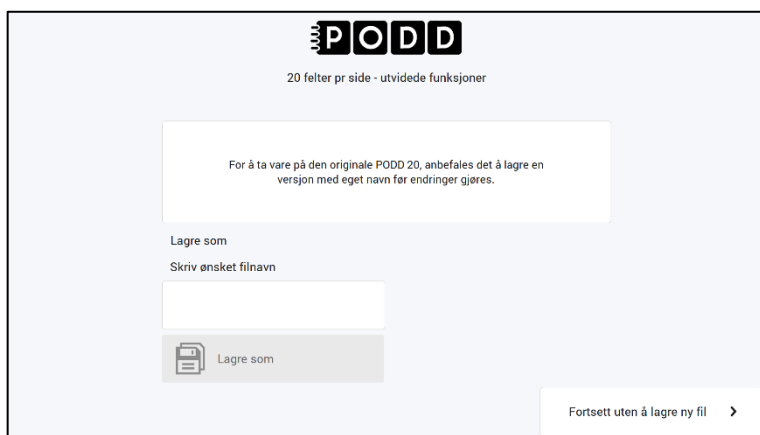 PODD
20 felter pr side - utvidede funksjoner
For å ta vare på den originale PODD 20, anbefales det å lagre en
versjon med eget navn før endringer gjøres.
Lagre som
Skriv ønsket filnavn
Lagre som
Fortsett uten å lagre ny fil